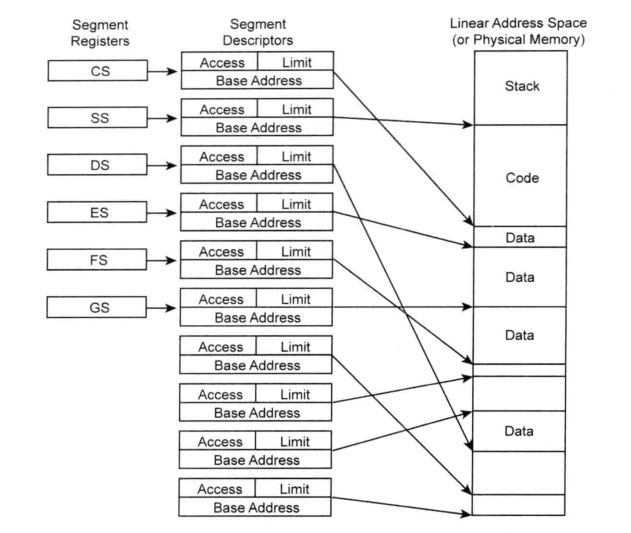 Segment
Registers
Segment
Descriptors
Linear Address Space
(or Physical Memory)
CS
Access Limit
Base Address
SS
Access Limit
Base Address
DS
Access Limit
Base Address
ES
Access Limit
Base Address
FS
Access Limit
Base Address
GS
Access Limit
Base Address
Access Limit
Base Address
Access Limit
Base Address
Access Limit
Base Address
Access Limit
Base Address
Stack
Code
Data
Data
Data
Data